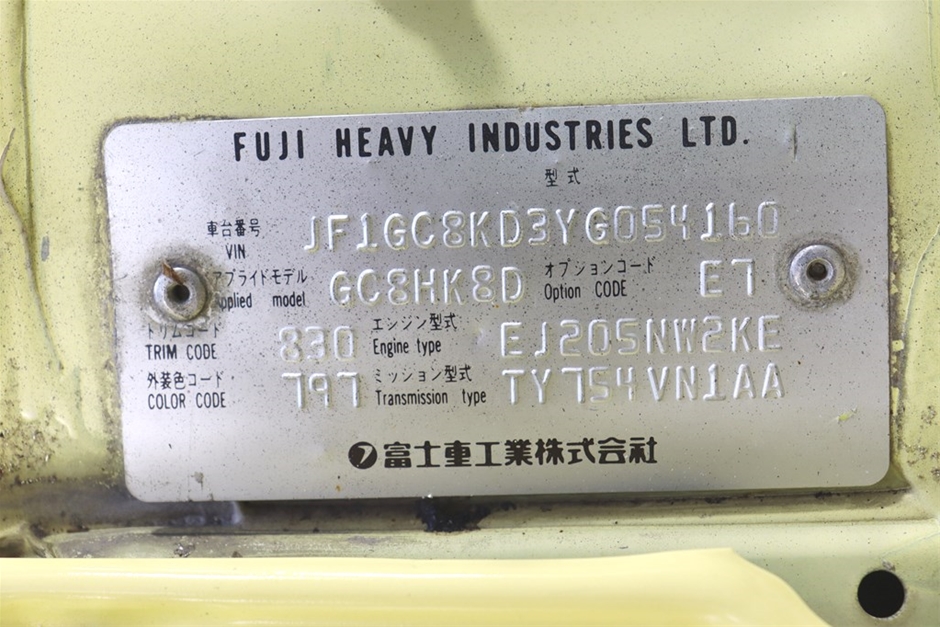 FUJI HEAVY INDUSTRIES LTD.
型式
車台番号
VIN JF1GC8KD3YG054160
アプライドモデル オプションコード
applied model GC8HK8D Option CODE E7
トリムコード エンジン型式
TRIM CODE 830 Engine type EJ205NW2KE
外装色コード ミッション型式
COLOR CODE 797 Transmission type TY754VN1AA
富士重工業株式会社